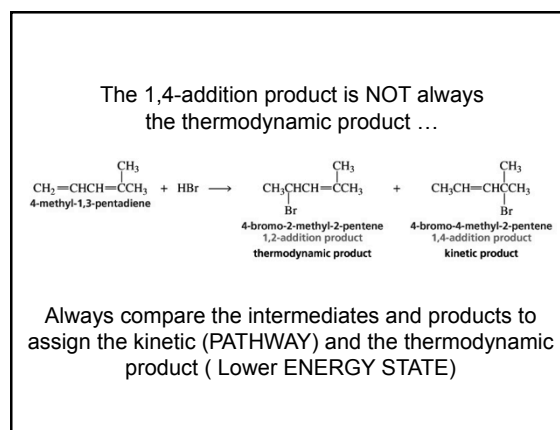 The 1,4-addition product is NOT always
the thermodynamic product …
CH3 CH3 CH3
CH2=CHCH=CCH3 + HBr → CH3CHCH=CCH3 + CH3CH=CHCCH3
4-methyl-1,3-pentadiene
Br Br
4-bromo-2-methyl-2-pentene 4-bromo-4-methyl-2-pentene
1,2-addition product 1,4-addition product
thermodynamic product kinetic product
Always compare the intermediates and products to
assign the kinetic (PATHWAY) and the thermodynamic
product ( Lower ENERGY STATE)